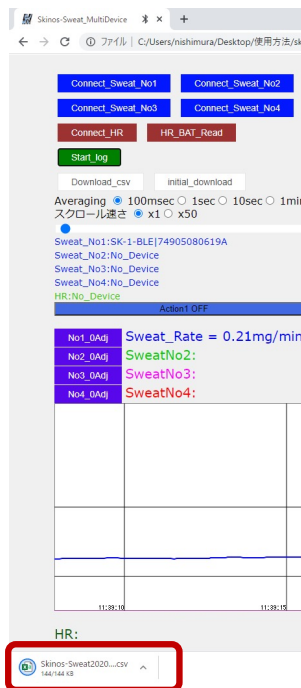 Skinos-Sweat_MultiDevice
ファイル | C:/Users/nishimura/Desktop/使用方法/sk
Connect_Sweat_No1 Connect_Sweat_No2
Connect_Sweat_No3 Connect_Sweat_No4
Connect_HR HR_BAT_Read
Start_log
Download_csv initial_download
Averaging 100msec 1sec 10sec 1min
スクロール速さ x1 x50
Sweat_No1:SK-1-BLE|74905080619A
Sweat_No2:No_Device
Sweat_No3:No_Device
Sweat_No4:No_Device
HR:No_Device
Action1 OFF
No1_0Adj Sweat_Rate = 0.21mg/min
No2_0Adj SweatNo2:
No3_0Adj SweatNo3:
No4_0Adj SweatNo4:
11:39:10 11:39:15
HR:
Skinos-Sweat2020....csv
144/144 KB